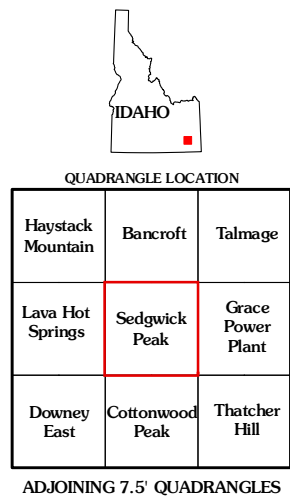 IDAHO
QUADRANGLE LOCATION
Haystack
Mountain
Bancroft
Talmage
Lava Hot
Springs
Sedgwick
Peak
Grace
Power
Plant
Downey
East
Cottonwood
Peak
Thatcher
Hill
ADJOINING 7.5' QUADRANGLES